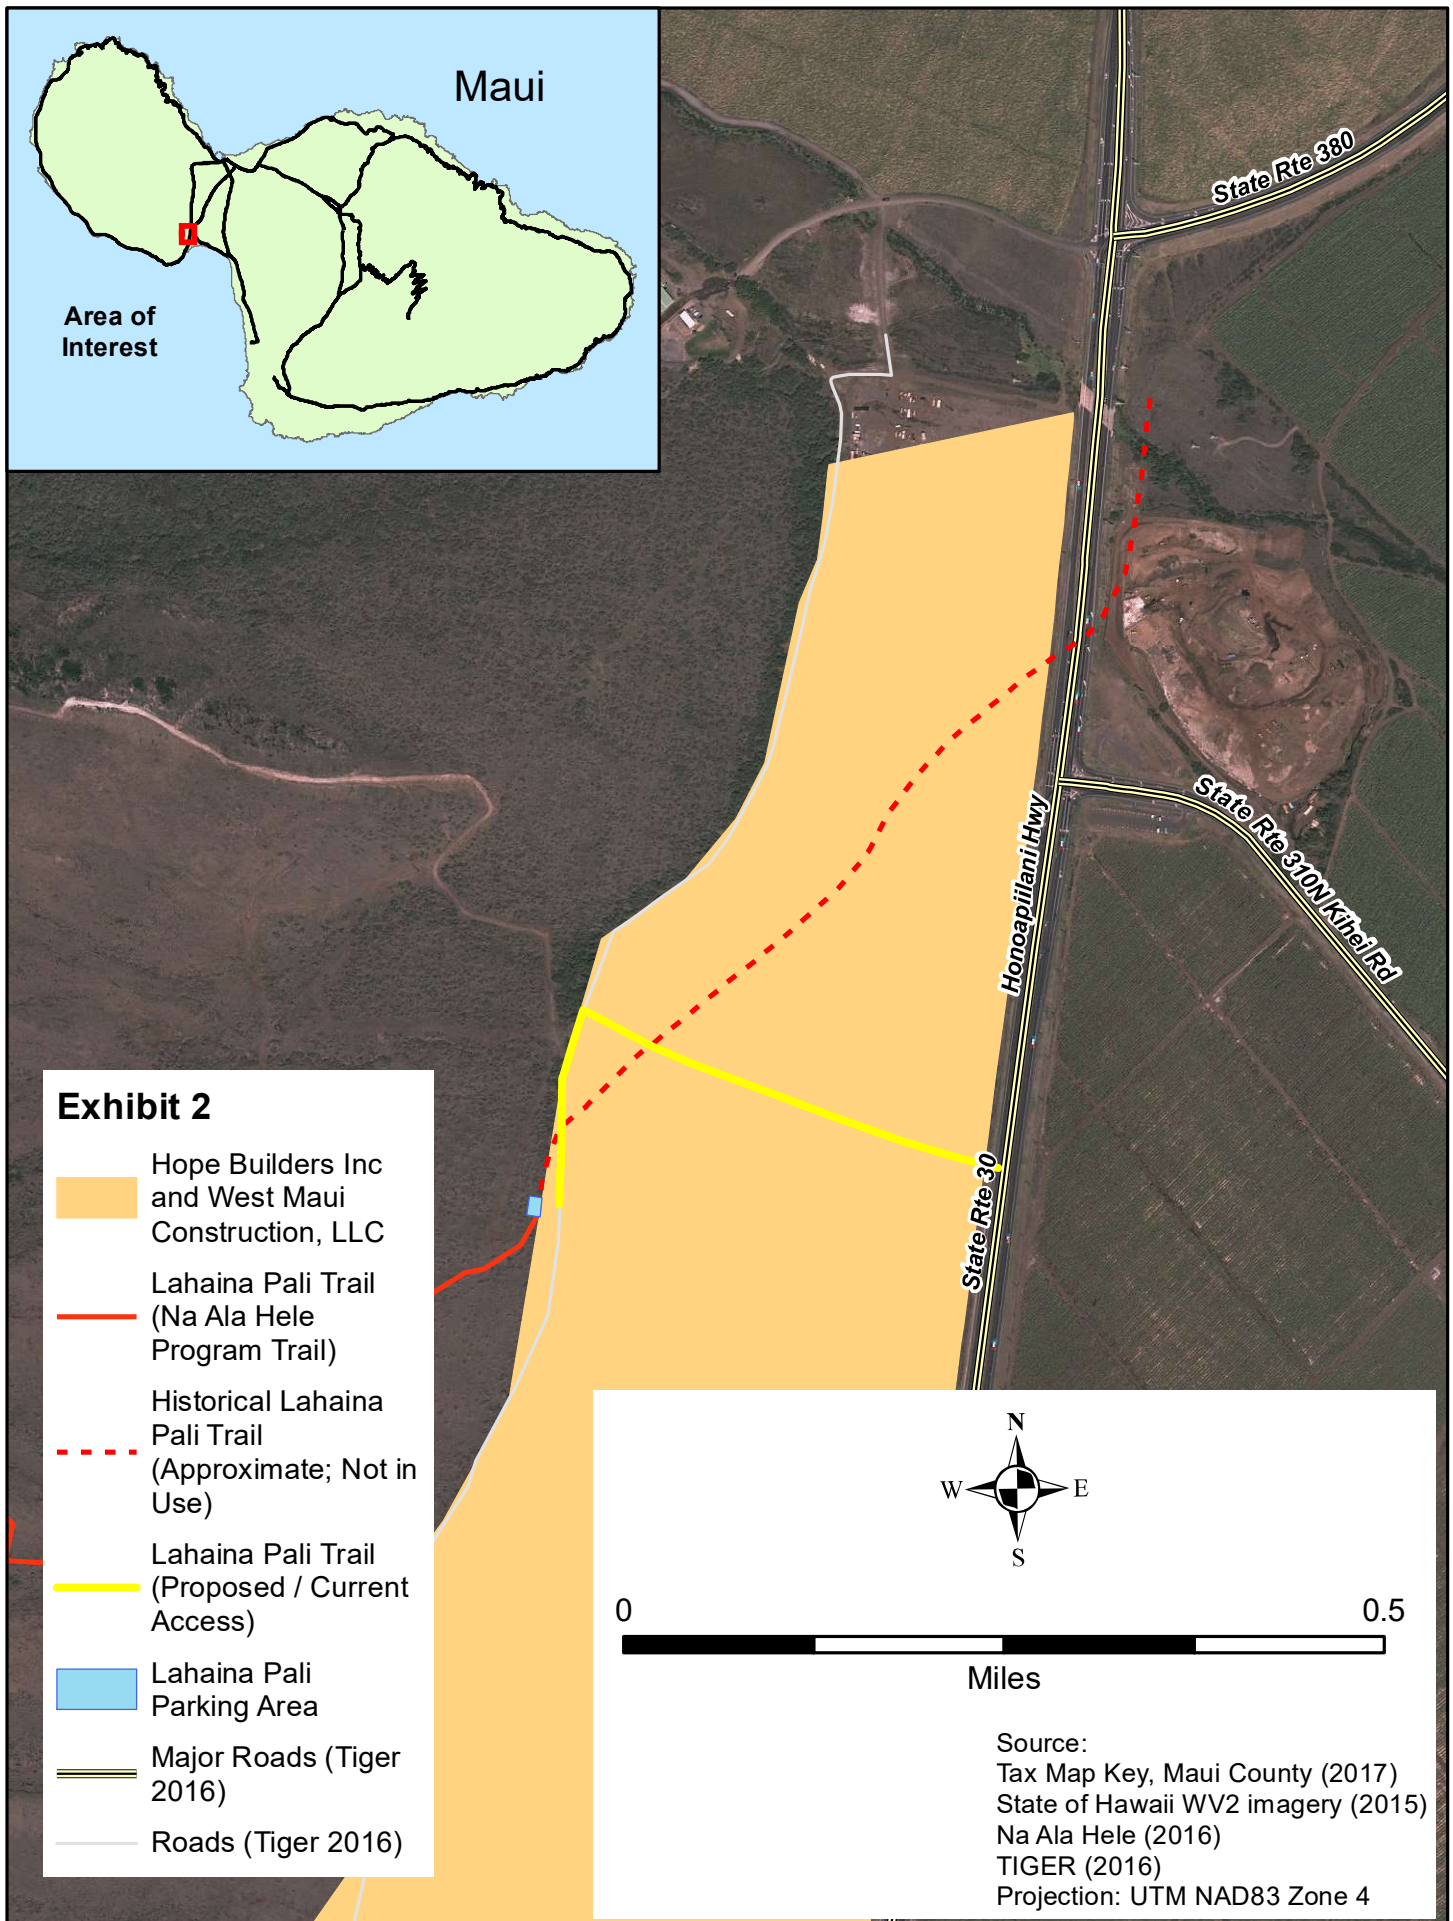 Maui
Area of
Interest
State Rte 380
Honoapiilani Hwy
State Rte 310N Kihei Rd
State Rte 30
Exhibit 2
Hope Builders Inc
and West Maui
Construction, LLC
Lahaina Pali Trail
(Na Ala Hele
Program Trail)
Historical Lahaina
Pali Trail
(Approximate; Not in
Use)
Lahaina Pali Trail
(Proposed / Current
Access)
Lahaina Pali
Parking Area
Major Roads (Tiger
2016)
Roads (Tiger 2016)
N
W E
S
0 0.5
Miles
Source:
Tax Map Key, Maui County (2017)
State of Hawaii WV2 imagery (2015)
Na Ala Hele (2016)
TIGER (2016)
Projection: UTM NAD83 Zone 4